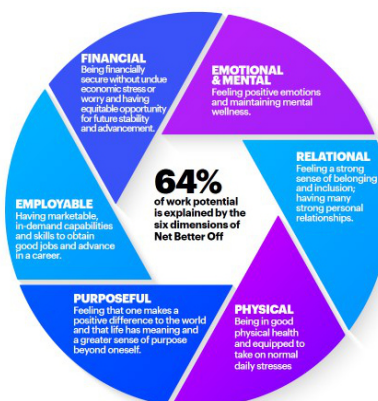 FINANCIAL
Being financially
secure without undue
economic stress or
worry and having
equitable opportunity
for future stability
and advancement.
EMOTIONAL
& MENTAL
Feeling positive emotions
and maintaining mental
wellness.
RELATIONAL
Feeling a strong
sense of belonging
and inclusion;
having many
strong personal
relationships.
64%
of work potential
is explained by the
six dimensions of
Net Better Off
EMPLOYABLE
Having marketable,
in-demand capabilities
and skills to obtain
good jobs and advance
in a career.
PURPOSEFUL
Feeling that one makes a
positive difference to the world
and that life has meaning and
a greater sense of purpose
beyond oneself.
PHYSICAL
Being in good
physical health
and equipped to
take on normal
daily stresses